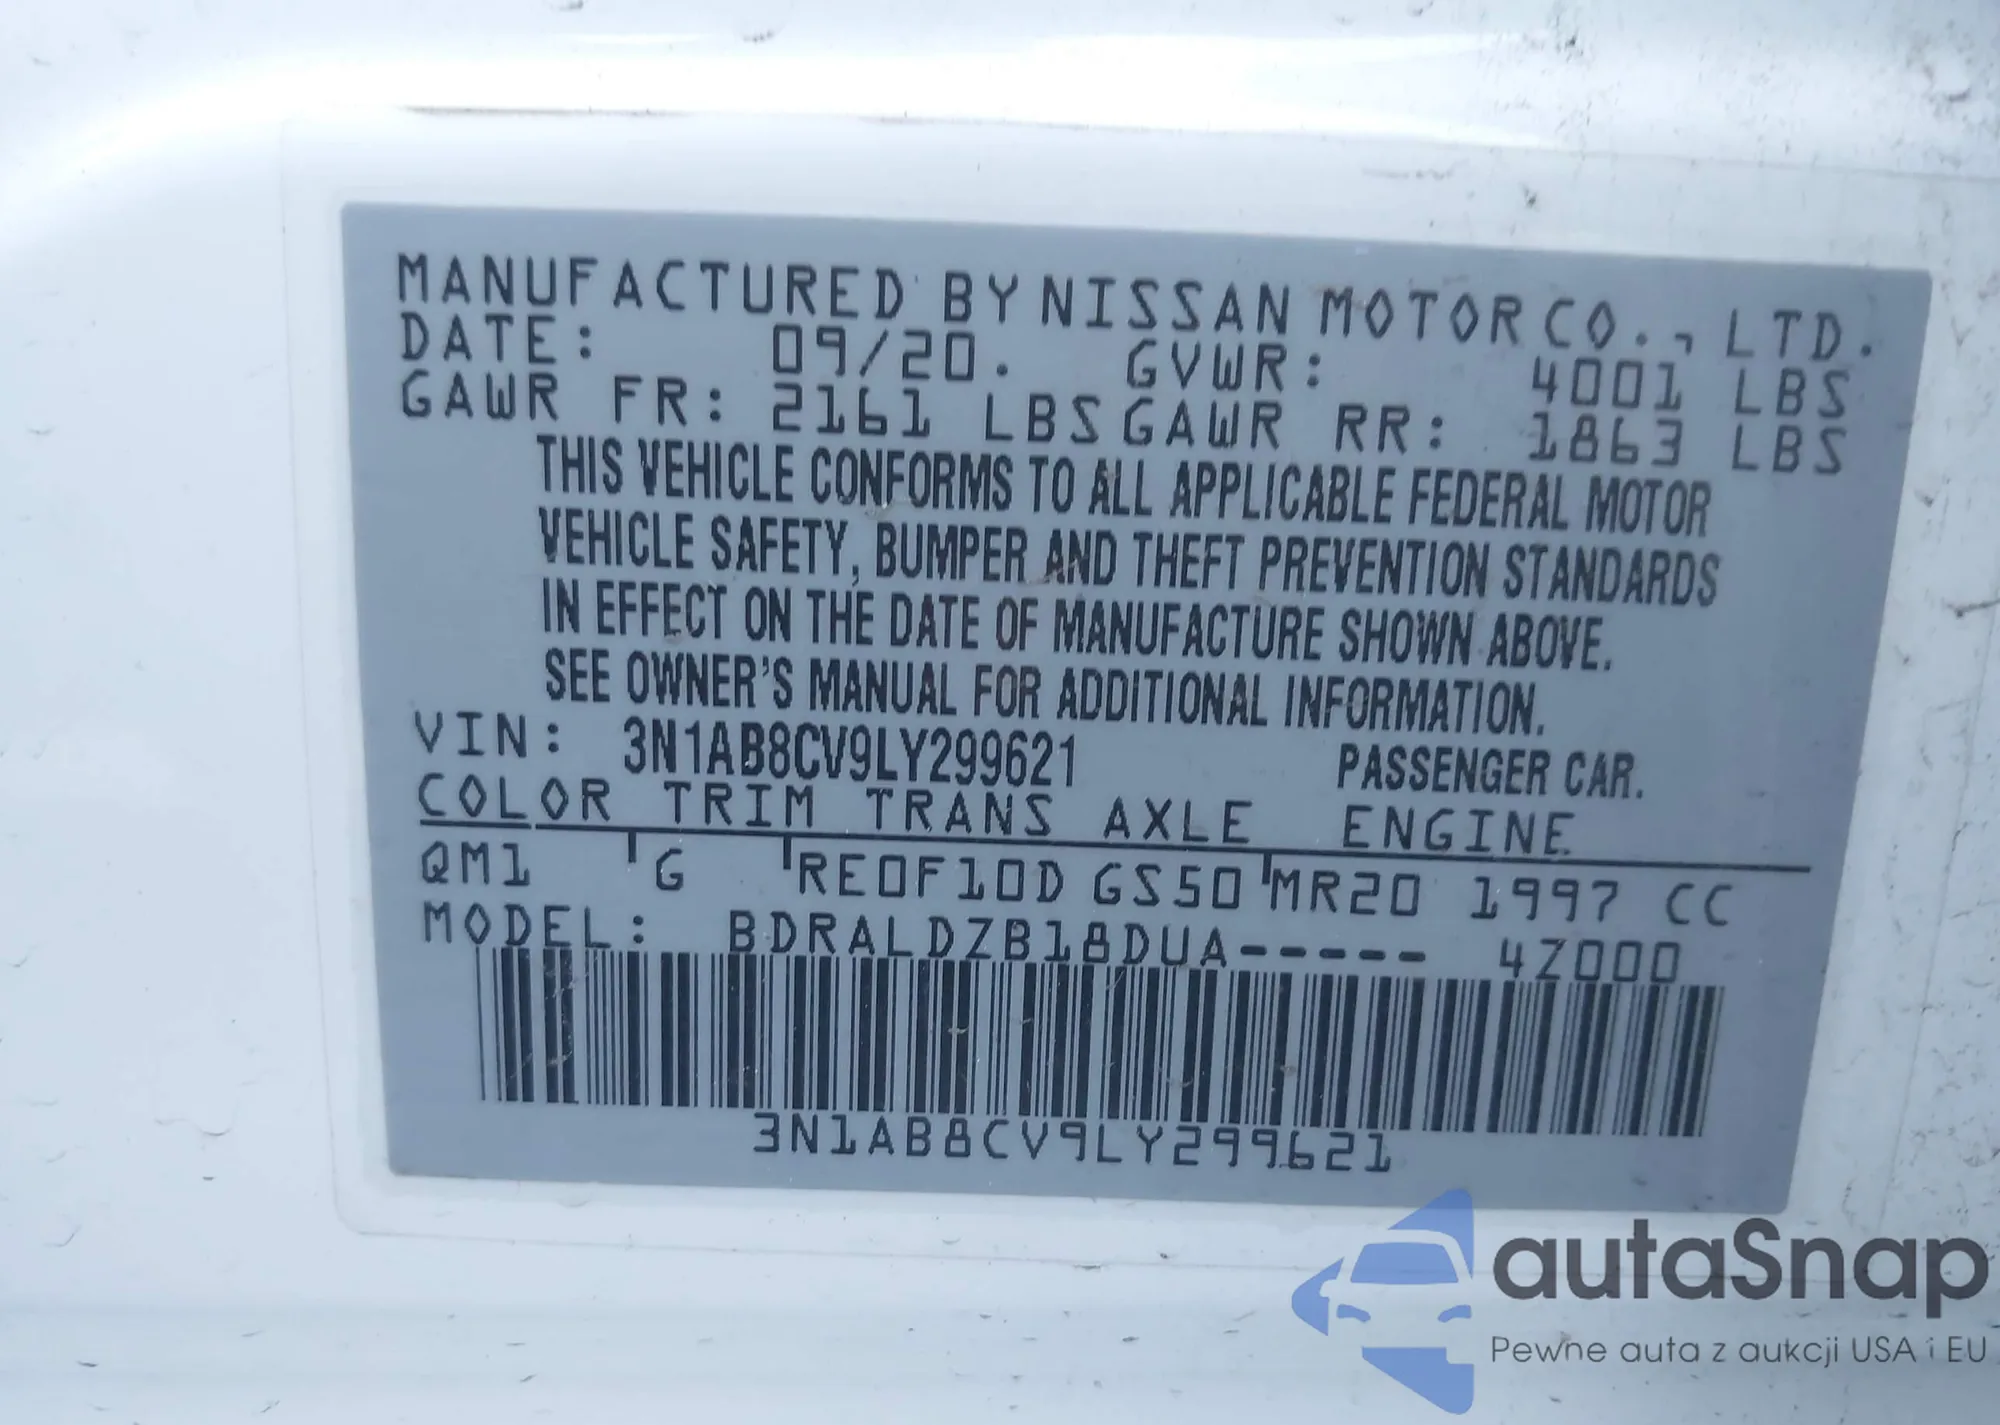 MANUFACTURED BY NISSAN MOTOR CO., LTD.
DATE: 09/20. GVWR: 4001 LBS
GAWR FR: 2161 LBS GAWR RR: 1863 LBS
THIS VEHICLE CONFORMS TO ALL APPLICABLE FEDERAL MOTOR
VEHICLE SAFETY, BUMPER AND THEFT PREVENTION STANDARDS
IN EFFECT ON THE DATE OF MANUFACTURE SHOWN ABOVE.
SEE OWNER'S MANUAL FOR ADDITIONAL INFORMATION.
VIN: 3N1AB8CV9LY299621 PASSENGER CAR.
COLOR TRIM TRANS AXLE ENGINE
QM1 G RE0F10D GS50 MR20 1997 CC
MODEL: BDRALDZB18DUA----- 4Z000
3N1AB8CV9LY299621
autaSnap
Pewne auta z aukcji USA i EU